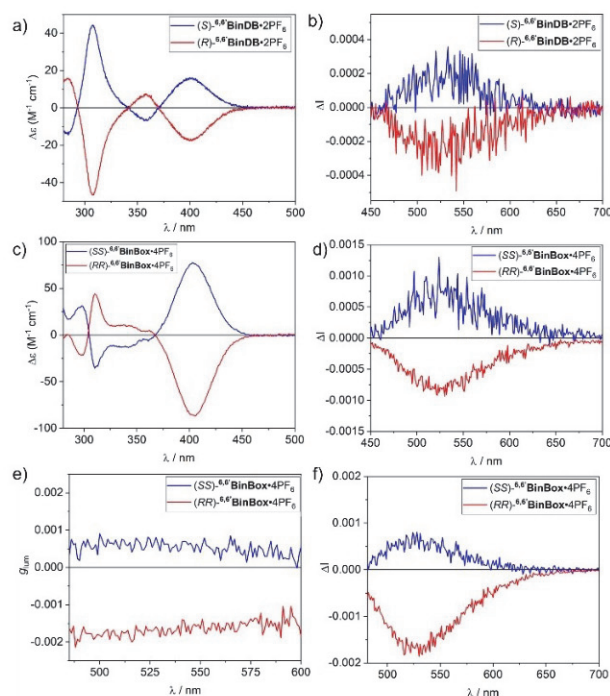 a)
(S)-6,6'BinDB•2PF6
(R)-6,6'BinDB•2PF6
Δε (M-1 cm-1)
40
20
0
-20
-40
300 350 400 450 500
λ / nm
b)
(S)-6,6'BinDB•2PF6
(R)-6,6'BinDB•2PF6
ΔI
0.0004
0.0002
0.0000
-0.0002
-0.0004
450 500 550 600 650 700
λ / nm
c)
(SS)-6,6'BinBox•4PF6
(RR)-6,6'BinBox•4PF6
Δε (M-1 cm-1)
100
50
0
-50
-100
300 350 400 450 500
λ / nm
d)
(SS)-6,6'BinBox•4PF6
(RR)-6,6'BinBox•4PF6
ΔI
0.0015
0.0010
0.0005
0.0000
-0.0005
-0.0010
-0.0015
450 500 550 600 650 700
λ / nm
e)
(SS)-6,6'BinBox•4PF6
(RR)-6,6'BinBox•4PF6
glum
0.002
0.001
0.000
-0.001
-0.002
500 525 550 575 600
λ / nm
f)
(SS)-6,6'BinBox•4PF6
(RR)-6,6'BinBox•4PF6
ΔI
0.002
0.001
0.000
-0.001
-0.002
500 550 600 650 700
λ / nm